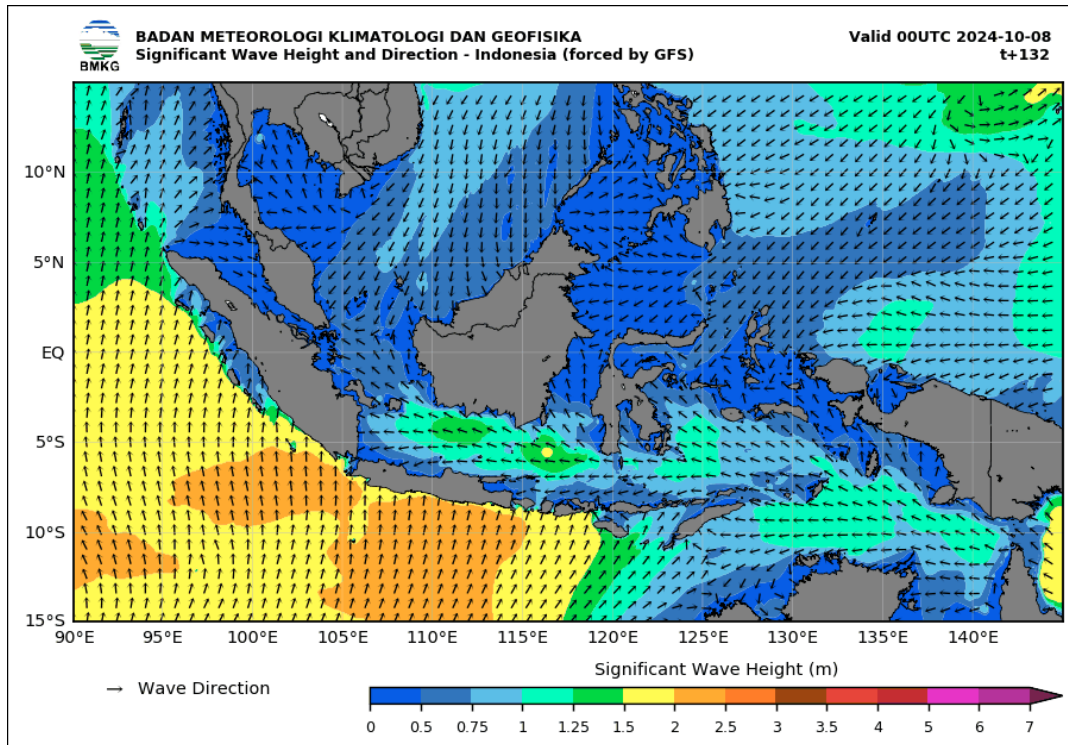 BADAN METEOROLOGI KLIMATOLOGI DAN GEOFISIKA
Significant Wave Height and Direction - Indonesia (forced by GFS)
Valid 00UTC 2024-10-08
t+132
BMKG
10°N
5°N
EQ
5°S
10°S
15°S
90°E 95°E 100°E 105°E 110°E 115°E 120°E 125°E 130°E 135°E 140°E
Wave Direction
Significant Wave Height (m)
0 0.5 0.75 1 1.25 1.5 2 2.5 3 3.5 4 5 6 7